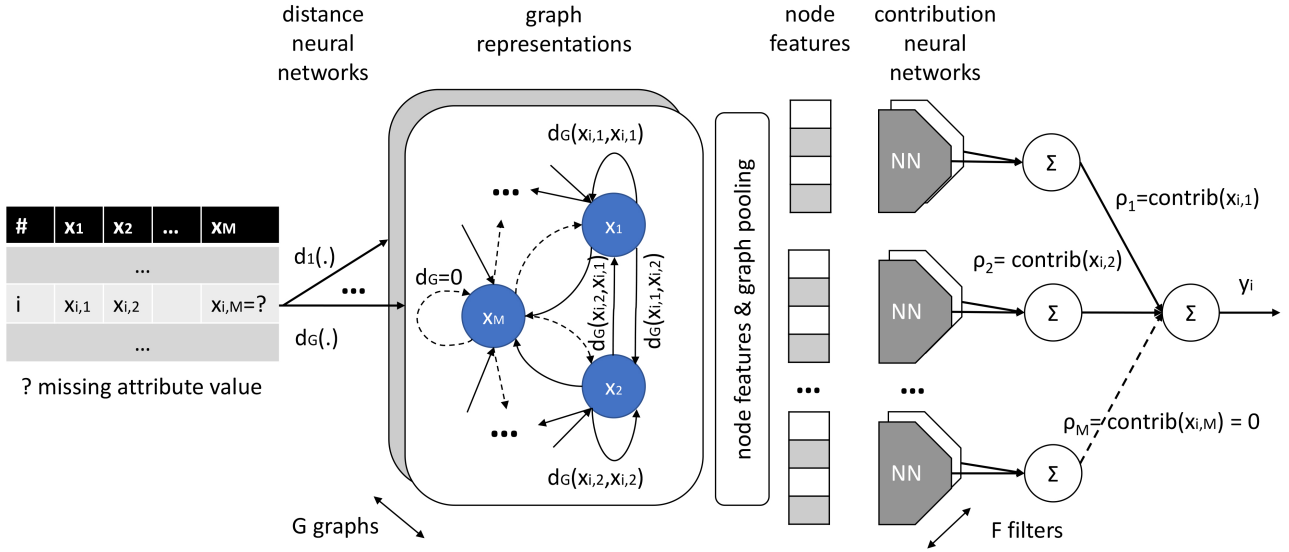 distance
neural
networks
graph
representations
node
features
contribution
neural
networks
# x1 x2 ... xM
...
i xi,1 xi,2 xi,M=?
...
? missing attribute value
d1(.)
...
dG(.)
dG(xi,1,xi,1)
...
x1
dG=0
xM
dG(xi,2,xi,1)
dG(xi,1,xi,2)
x2
...
dG(xi,2,xi,2)
G graphs
node features & graph pooling
...
NN
NN
...
NN
Σ
Σ
Σ
ρ1=contrib(xi,1)
ρ2= contrib(xi,2)
ρM= contrib(xi,M) = 0
Σ
yi
F filters